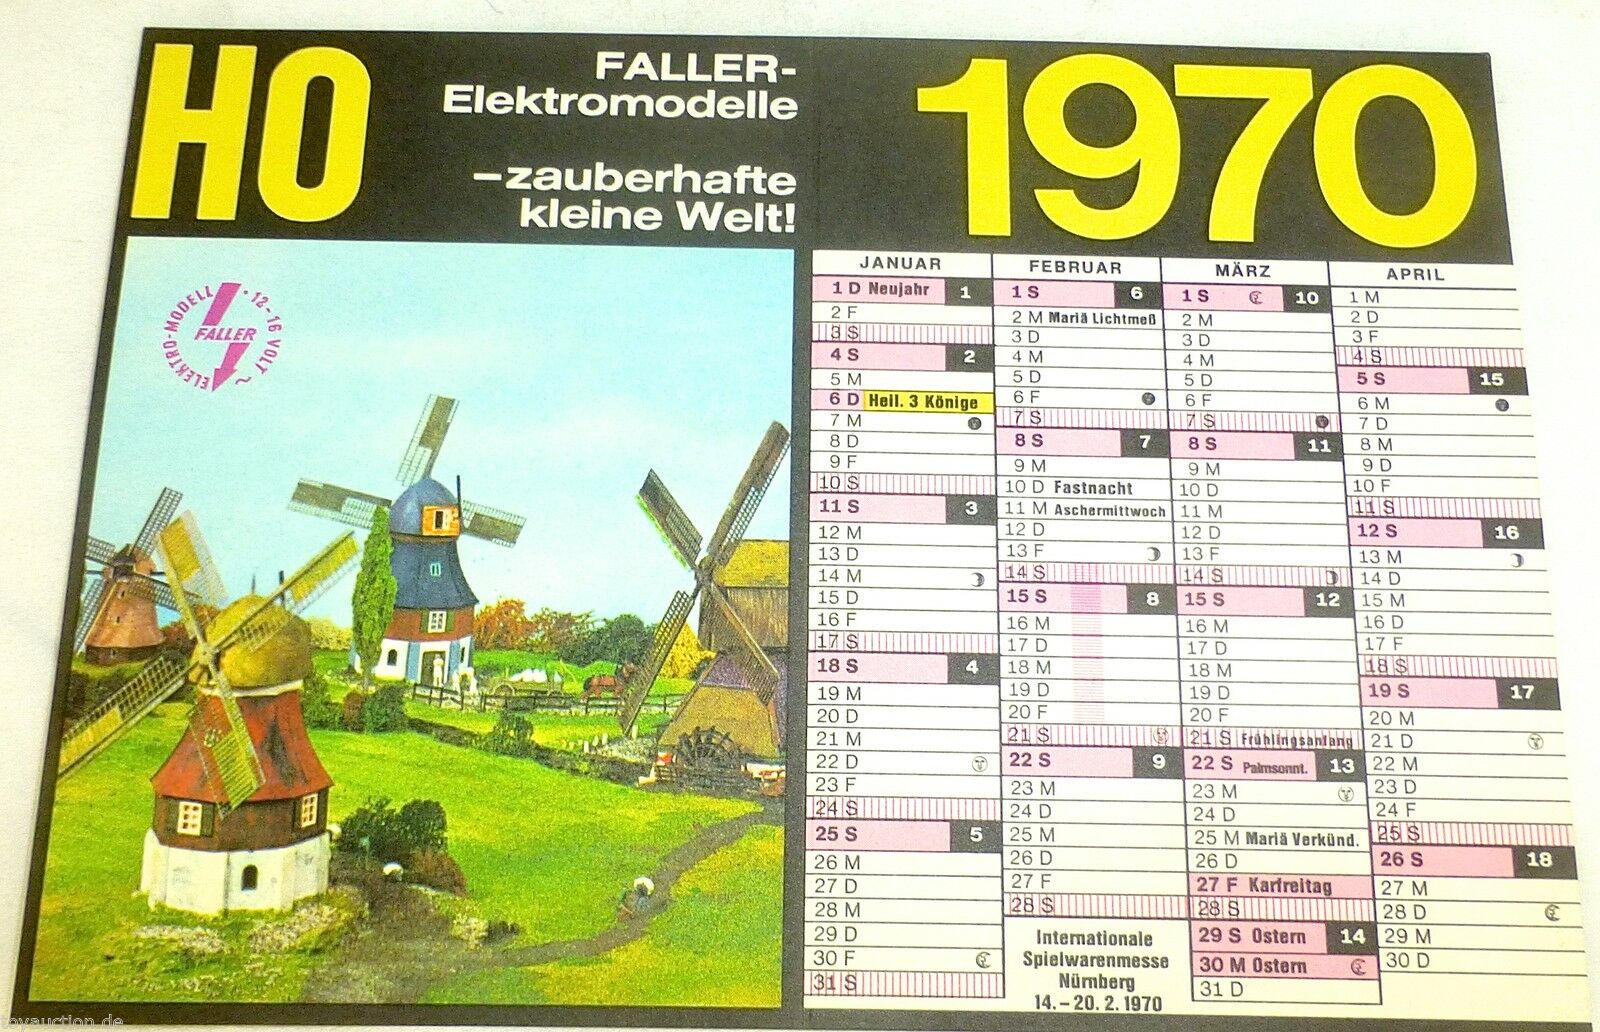 HO
FALLER-
Elektromodelle
–zauberhafte
kleine Welt!
1970
ELEKTRO-MODELL · 12-16 VOLT ~
FALLER
JANUAR
1 D Neujahr 1
2 F
3 S
4 S 2
5 M
6 D Heil. 3 Könige
7 M
8 D
9 F
10 S
11 S 3
12 M
13 D
14 M
15 D
16 F
17 S
18 S 4
19 M
20 D
21 M
22 D
23 F
24 S
25 S 5
26 M
27 D
28 M
29 D
30 F
31 S
FEBRUAR
1 S 6
2 M Mariä Lichtmeß
3 D
4 M
5 D
6 F
7 S
8 S 7
9 M
10 D Fastnacht
11 M Aschermittwoch
12 D
13 F
14 S
15 S 8
16 M
17 D
18 M
19 D
20 F
21 S
22 S 9
23 M
24 D
25 M
26 D
27 F
28 S
Internationale
Spielwarenmesse
Nürnberg
14.–20. 2. 1970
MÄRZ
1 S 10
2 M
3 D
4 M
5 D
6 F
7 S
8 S 11
9 M
10 D
11 M
12 D
13 F
14 S
15 S 12
16 M
17 D
18 M
19 D
20 F
21 S Frühlingsanfang
22 S Palmsonnt. 13
23 M
24 D
25 M Mariä Verkünd.
26 D
27 F Karfreitag
28 S
29 S Ostern 14
30 M Ostern
31 D
APRIL
1 M
2 D
3 F
4 S
5 S 15
6 M
7 D
8 M
9 D
10 F
11 S
12 S 16
13 M
14 D
15 M
16 D
17 F
18 S
19 S 17
20 M
21 D
22 M
23 D
24 F
25 S
26 S 18
27 M
28 D
29 M
30 D
toyauction de